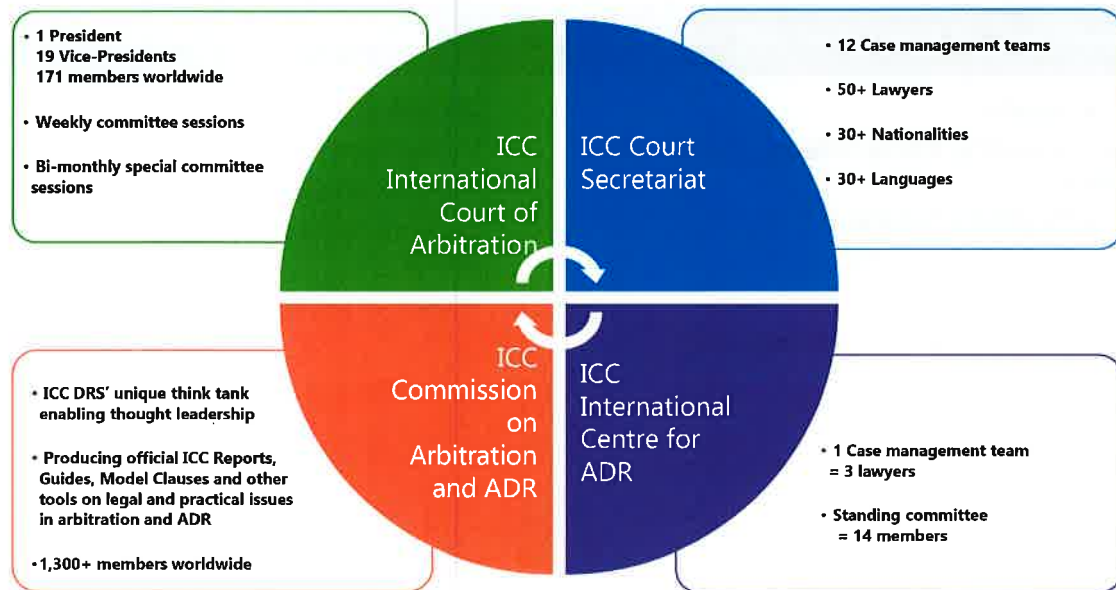 • 1 President
19 Vice-Presidents
171 members worldwide
• Weekly committee sessions
• Bi-monthly special committee
sessions
ICC
International
Court of
Arbitration
ICC Court
Secretariat
• 12 Case management teams
• 50+ Lawyers
• 30+ Nationalities
• 30+ Languages
• ICC DRS' unique think tank
enabling thought leadership
• Producing official ICC Reports,
Guides, Model Clauses and other
tools on legal and practical issues
in arbitration and ADR
•1,300+ members worldwide
ICC
Commission
on
Arbitration
and ADR
ICC
International
Centre for
ADR
• 1 Case management team
= 3 lawyers
• Standing committee
= 14 members